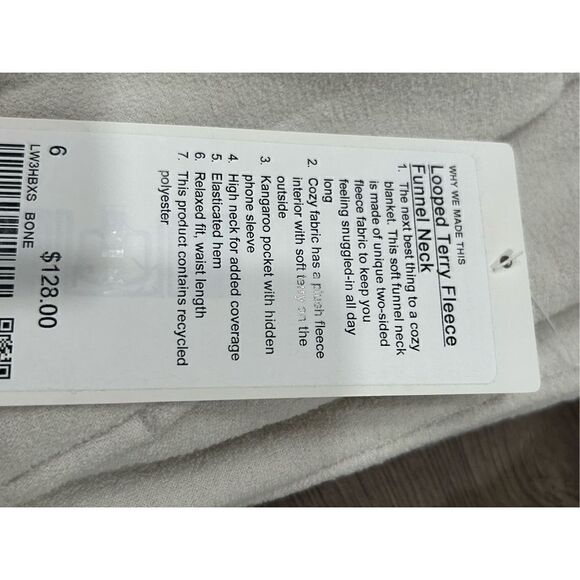 WHY WE MADE THIS
Looped Terry Fleece
Funnel Neck
1. The next best thing to a cozy
blanket. This soft funnel neck
is made of unique two-sided
fleece fabric to keep you
feeling snuggled-in all day
long
2. Cozy fabric has a plush fleece
interior with soft terry on the
outside
3. Kangaroo pocket with hidden
phone sleeve
4. High neck for added coverage
5. Elasticated hem
6. Relaxed fit, waist length
7. This product contains recycled
polyester
6
LW3HBXS BONE $128.00